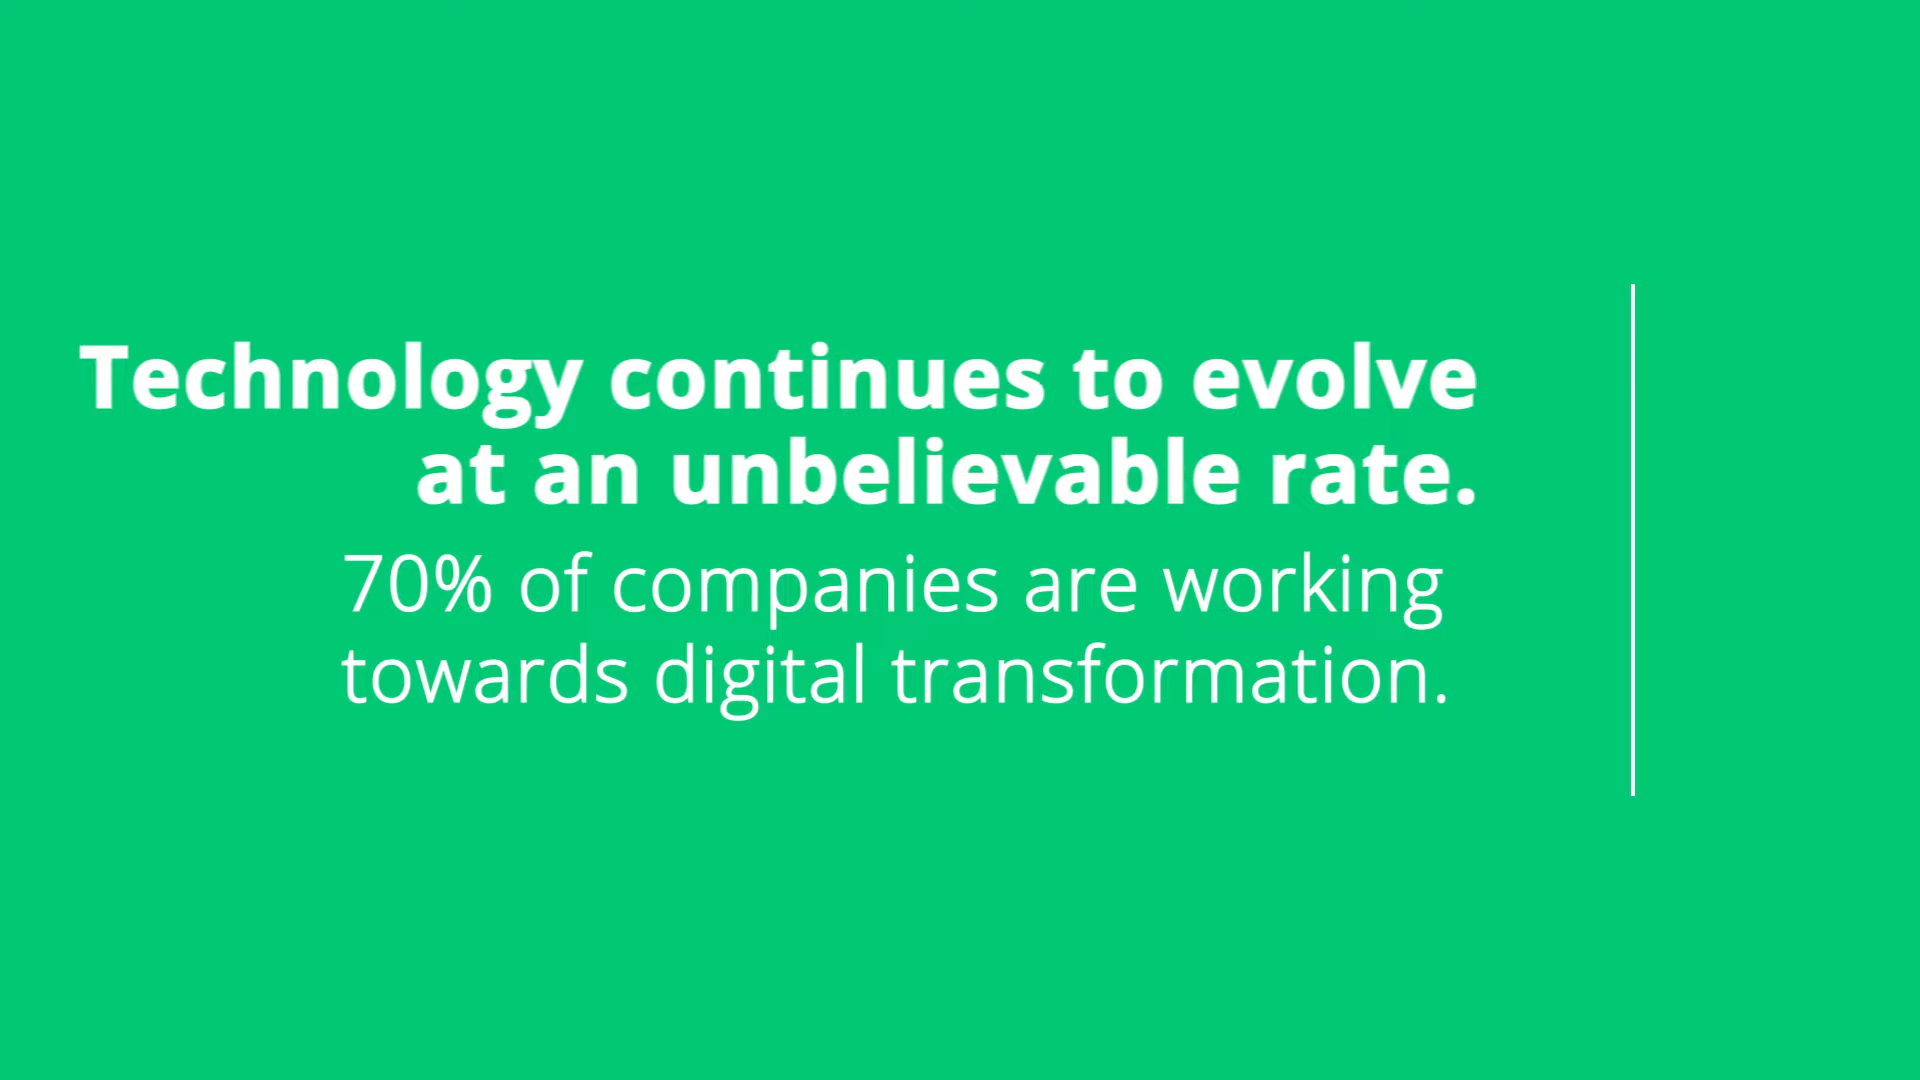 Technology continues to evolve
at an unbelievable rate.
70% of companies are working
towards digital transformation.